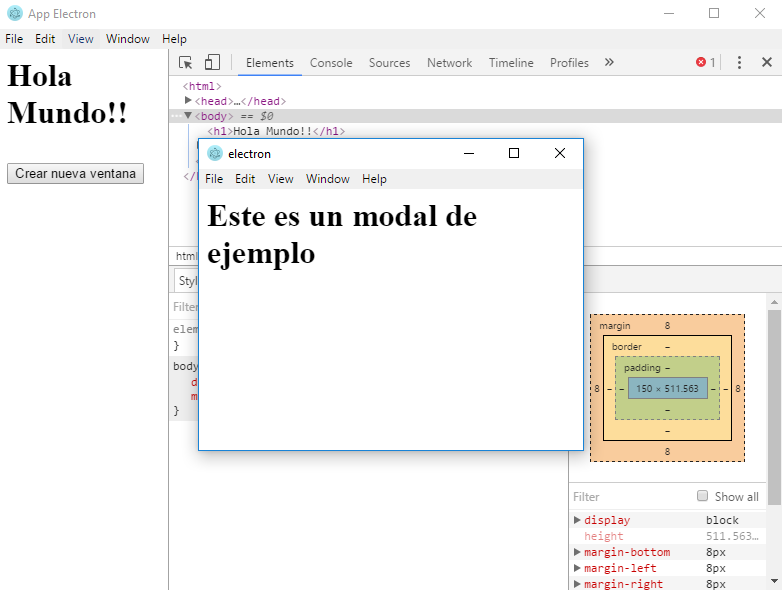 App Electron
File Edit View Window Help
Hola
Mundo!!
Crear nueva ventana
Elements Console Sources Network Timeline Profiles » 1
<html>
<head>…</head>
<body> == $0
<h1>Hola Mundo!!</h1>
electron
File Edit View Window Help
Este es un modal de
ejemplo
html
Filter
}
body
}
margin 8
border –
padding –
8 – – 150 × 511.563 – – 8
–
–
8
Filter Show all
display block
height 511.563…
margin-bottom 8px
margin-left 8px
margin-right 8px